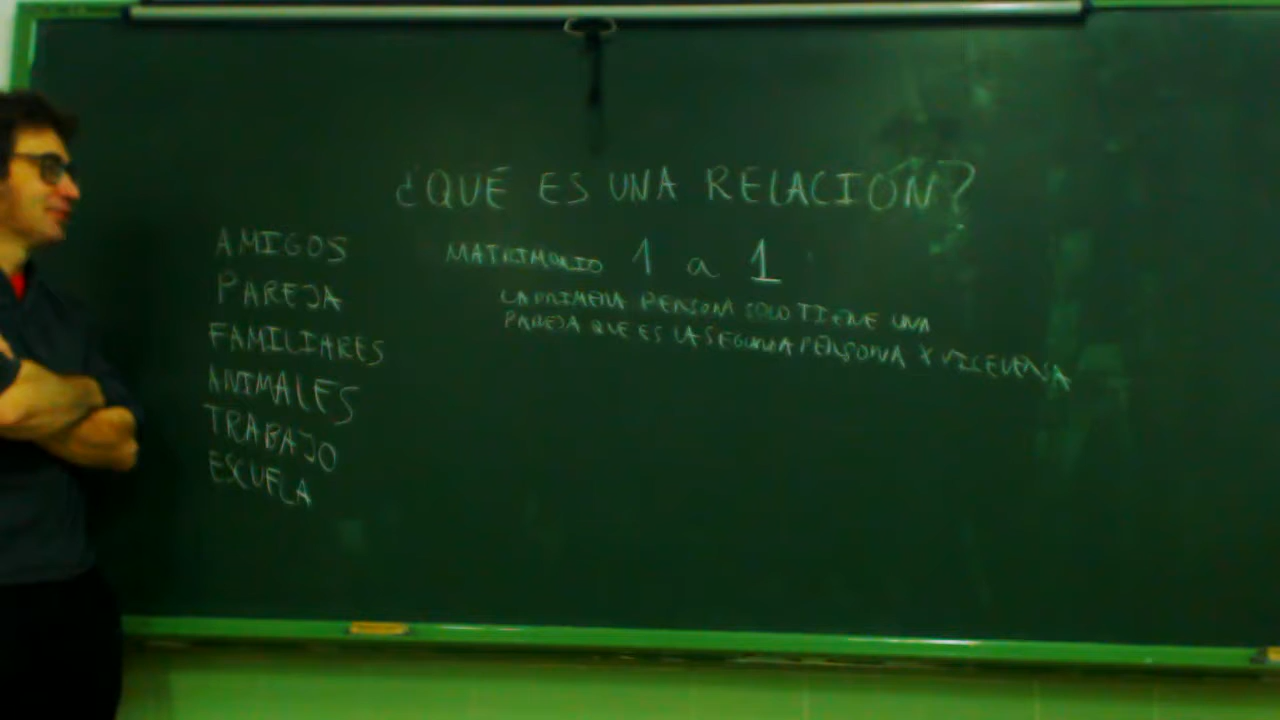 ¿QUÉ ES UNA RELACIÓN?
AMIGOS
PAREJA
FAMILIARES
ANIMALES
TRABAJO
ESCUELA
MATRIMONIO 1 a 1
LA PRIMERA PERSONA SOLO TIENE UNA
PAREJA QUE ES LA SEGUNDA PERSONA Y VICEVERSA